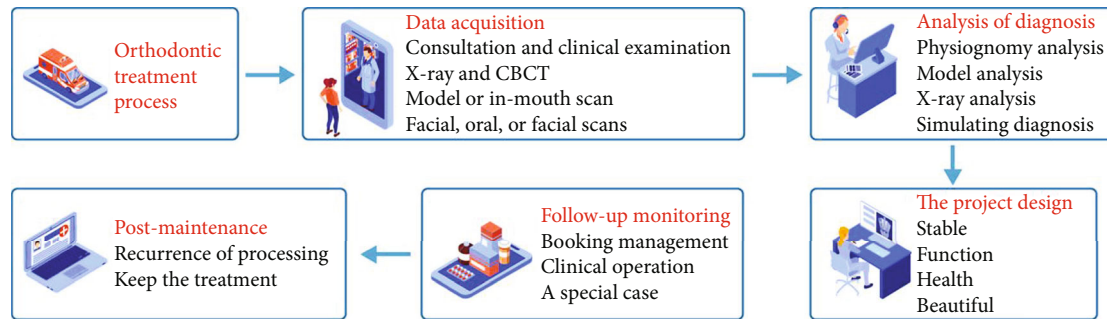 Orthodontic
treatment
process
Data acquisition
Consultation and clinical examination
X-ray and CBCT
Model or in-mouth scan
Facial, oral, or facial scans
Analysis of diagnosis
Physiognomy analysis
Model analysis
X-ray analysis
Simulating diagnosis
The project design
Stable
Function
Health
Beautiful
Follow-up monitoring
Booking management
Clinical operation
A special case
Post-maintenance
Recurrence of processing
Keep the treatment